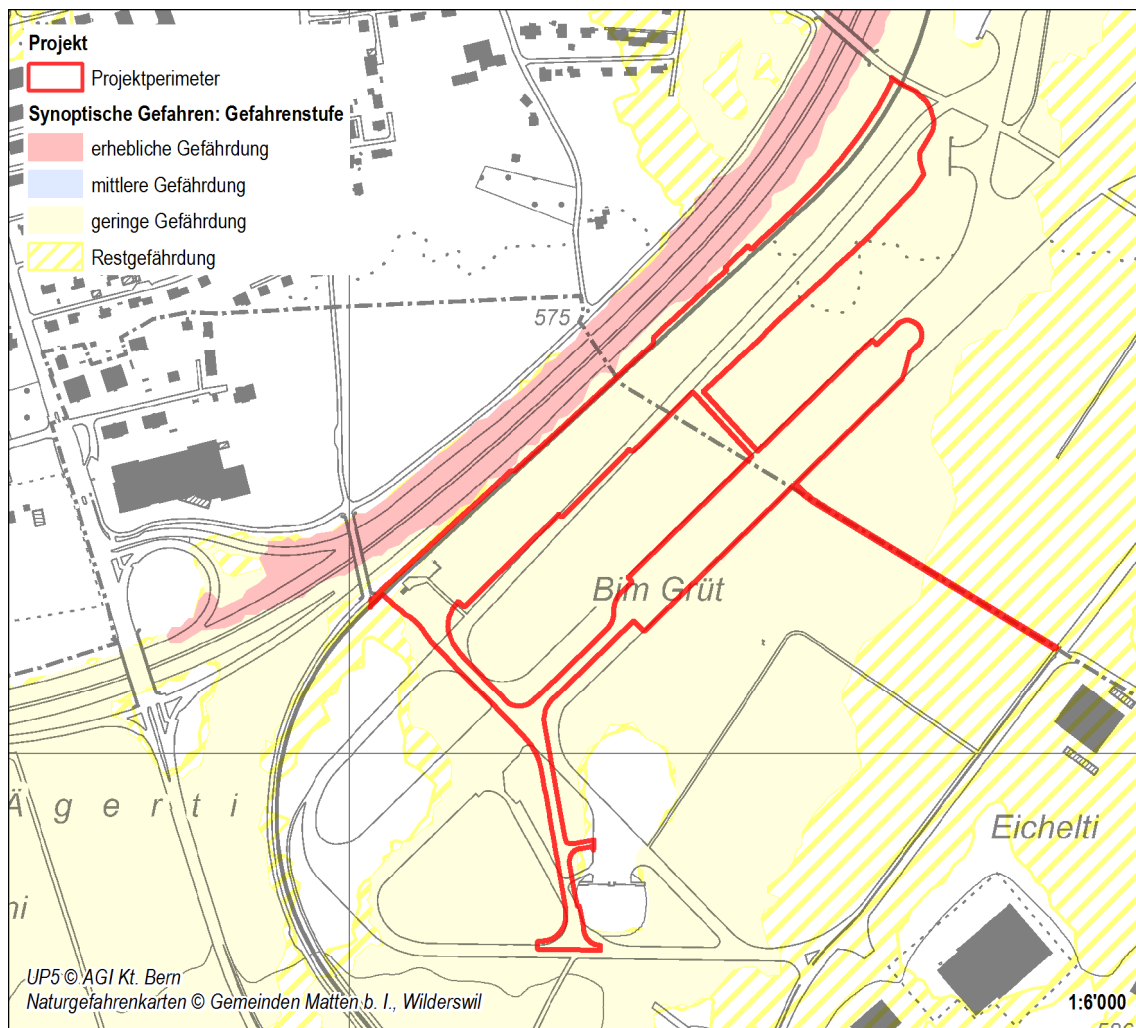 Projekt
Projektperimeter
Synoptische Gefahren: Gefahrenstufe
erhebliche Gefährdung
mittlere Gefährdung
geringe Gefährdung
Restgefährdung
575
Bim Grüt
Ägerti
Eichelti
ni
UP5 © AGI Kt. Bern
Naturgefahrenkarten © Gemeinden Matten b. I., Wilderswil
1:6'000